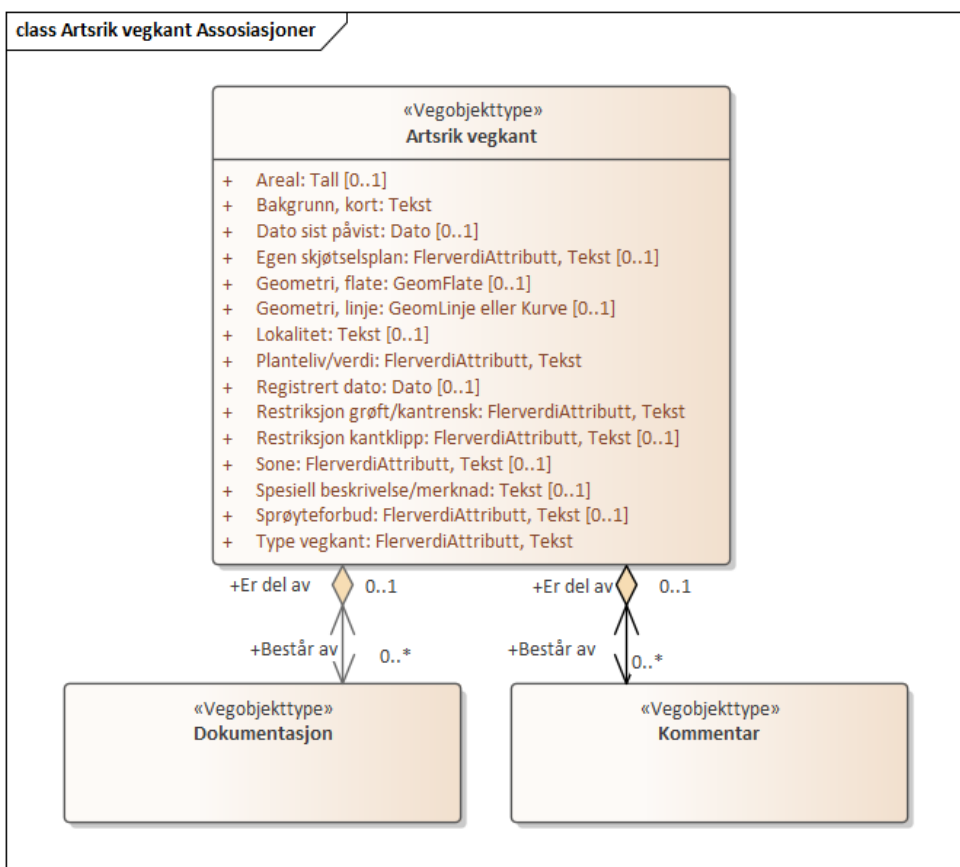 class Artsrik vegkant Assosiasjoner
«Vegobjekttype»
Artsrik vegkant
+ Areal: Tall [0..1]
+ Bakgrunn, kort: Tekst
+ Dato sist påvist: Dato [0..1]
+ Egen skjøtselsplan: FlerverdiAttributt, Tekst [0..1]
+ Geometri, flate: GeomFlate [0..1]
+ Geometri, linje: GeomLinje eller Kurve [0..1]
+ Lokalitet: Tekst [0..1]
+ Planteliv/verdi: FlerverdiAttributt, Tekst
+ Registrert dato: Dato [0..1]
+ Restriksjon grøft/kantrensk: FlerverdiAttributt, Tekst
+ Restriksjon kantklipp: FlerverdiAttributt, Tekst [0..1]
+ Sone: FlerverdiAttributt, Tekst [0..1]
+ Spesiell beskrivelse/merknad: Tekst [0..1]
+ Sprøyteforbud: FlerverdiAttributt, Tekst [0..1]
+ Type vegkant: FlerverdiAttributt, Tekst
+Er del av 0..1
+Består av 0..*
«Vegobjekttype»
Dokumentasjon
+Er del av 0..1
+Består av 0..*
«Vegobjekttype»
Kommentar